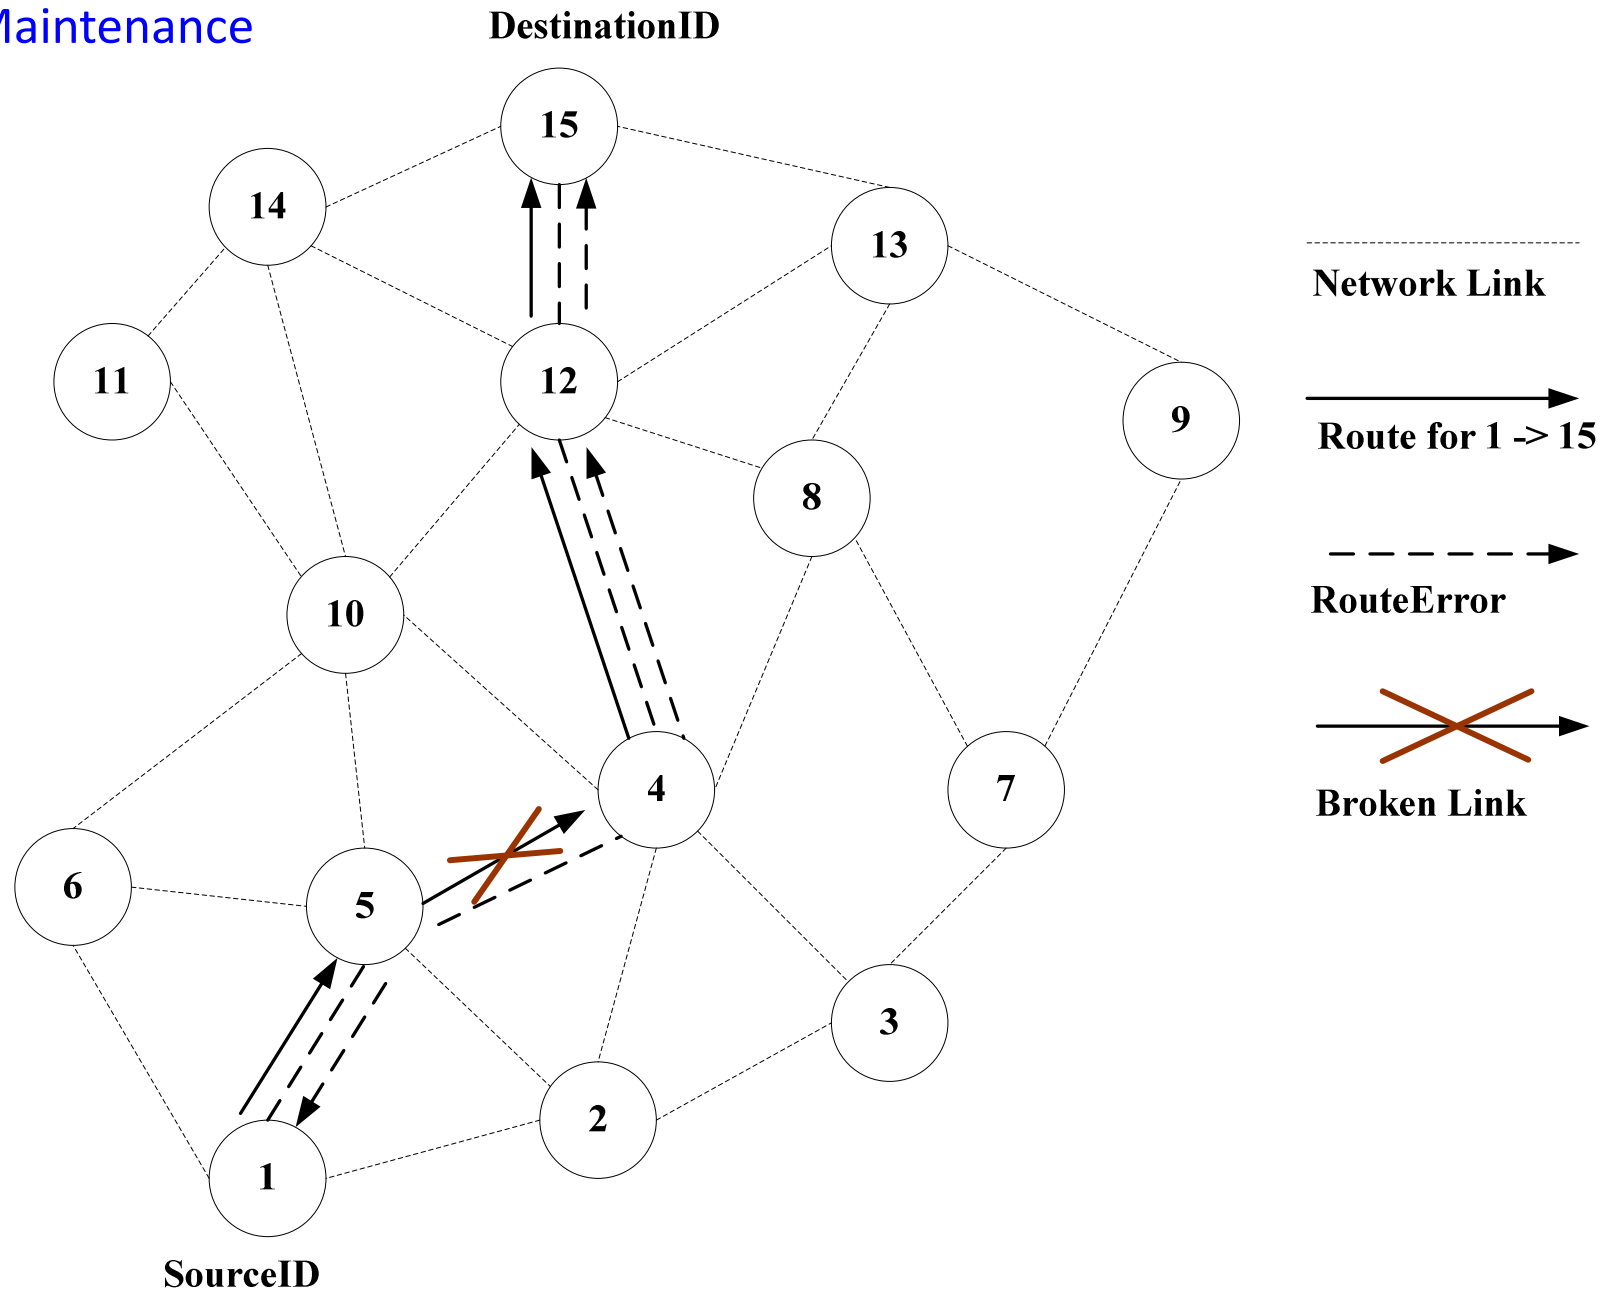 Maintenance
DestinationID
15
14
13
Network Link
11
12
9
Route for 1 -> 15
8
RouteError
10
4
7
Broken Link
6
5
3
2
1
SourceID